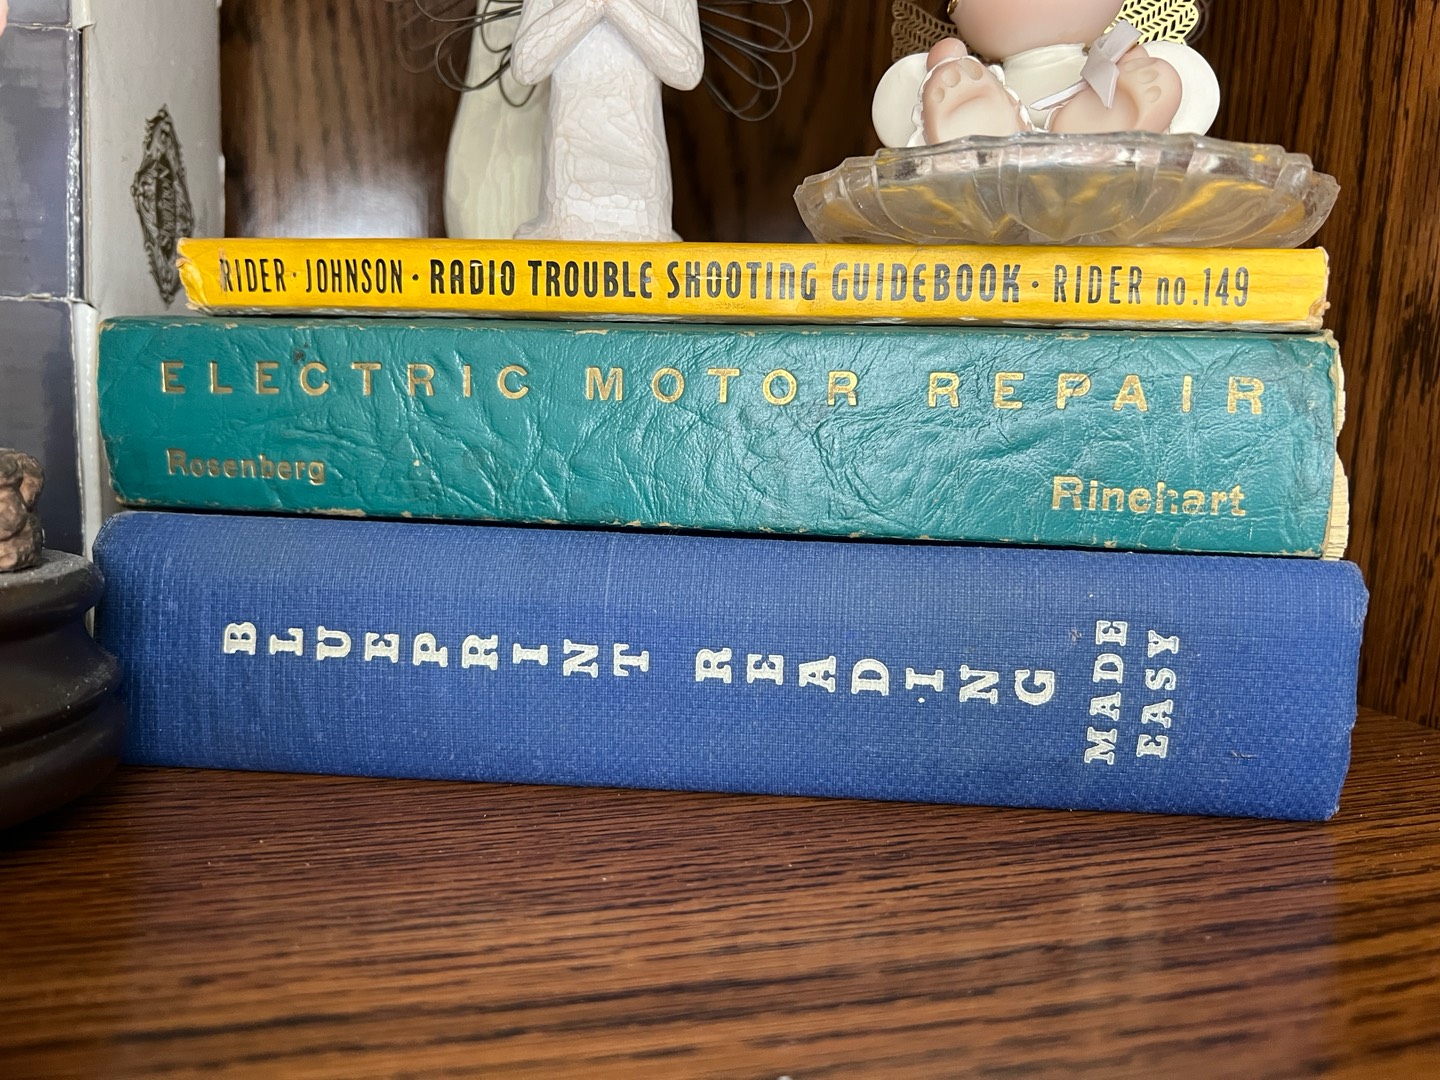 RIDER · JOHNSON · RADIO TROUBLE SHOOTING GUIDEBOOK · RIDER no.149
ELECTRIC MOTOR REPAIR
Rosenberg
Rinehart
BLUEPRINT READING
MADE
EASY